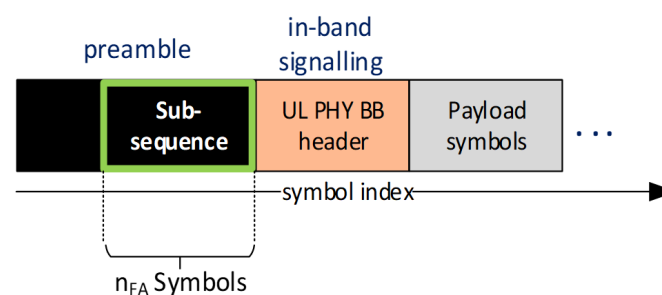 preamble
in-band
signalling
Sub-
sequence
UL PHY BB
header
Payload
symbols
...
symbol index
nFA Symbols